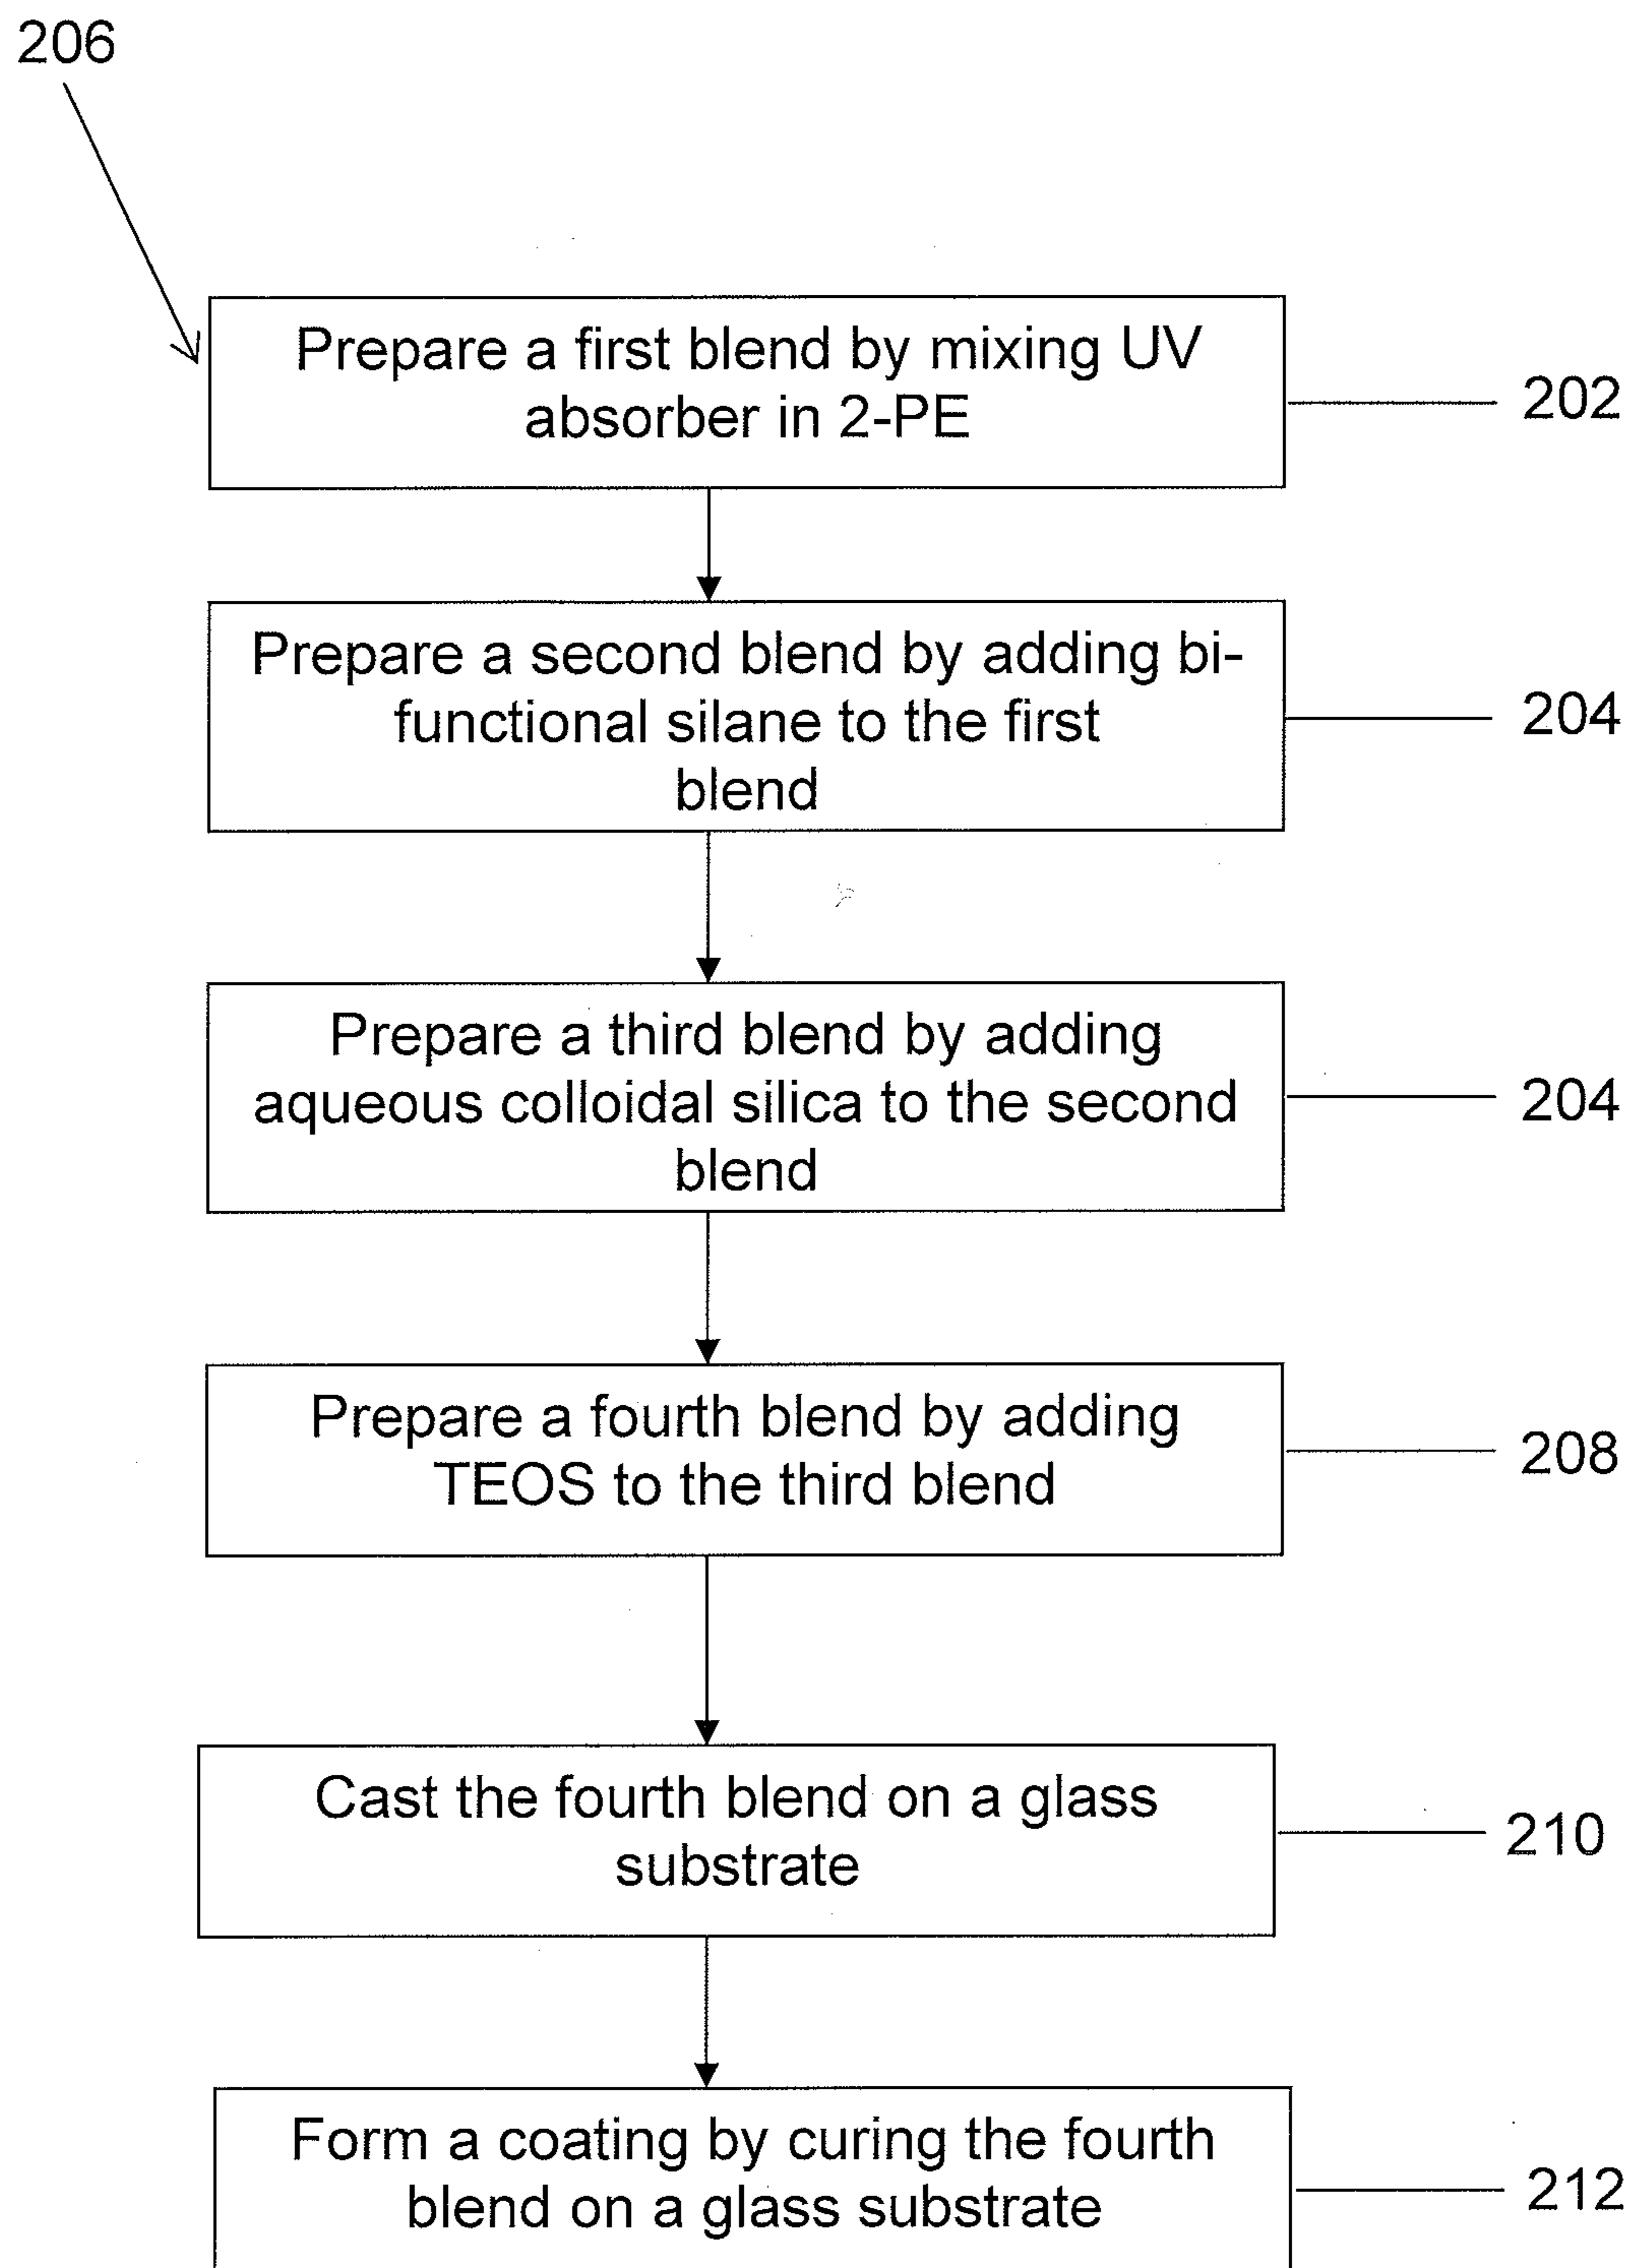 206
Prepare a first blend by mixing UV
absorber in 2-PE
202
Prepare a second blend by adding bi-
functional silane to the first
blend
204
Prepare a third blend by adding
aqueous colloidal silica to the second
blend
204
Prepare a fourth blend by adding
TEOS to the third blend
208
Cast the fourth blend on a glass
substrate
210
Form a coating by curing the fourth
blend on a glass substrate
212